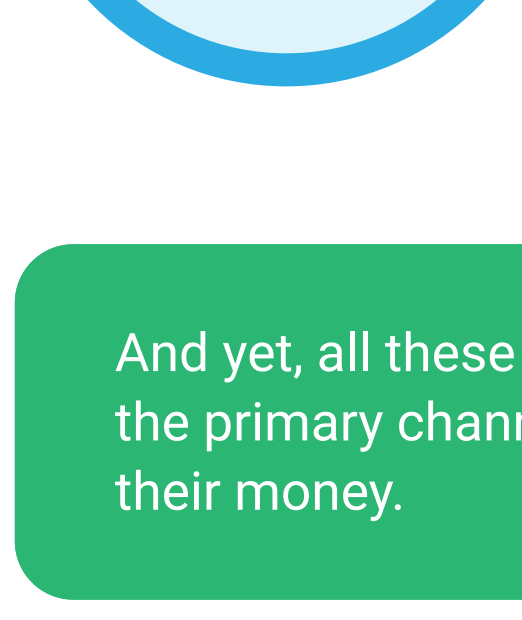 And yet, all these
the primary
their money.